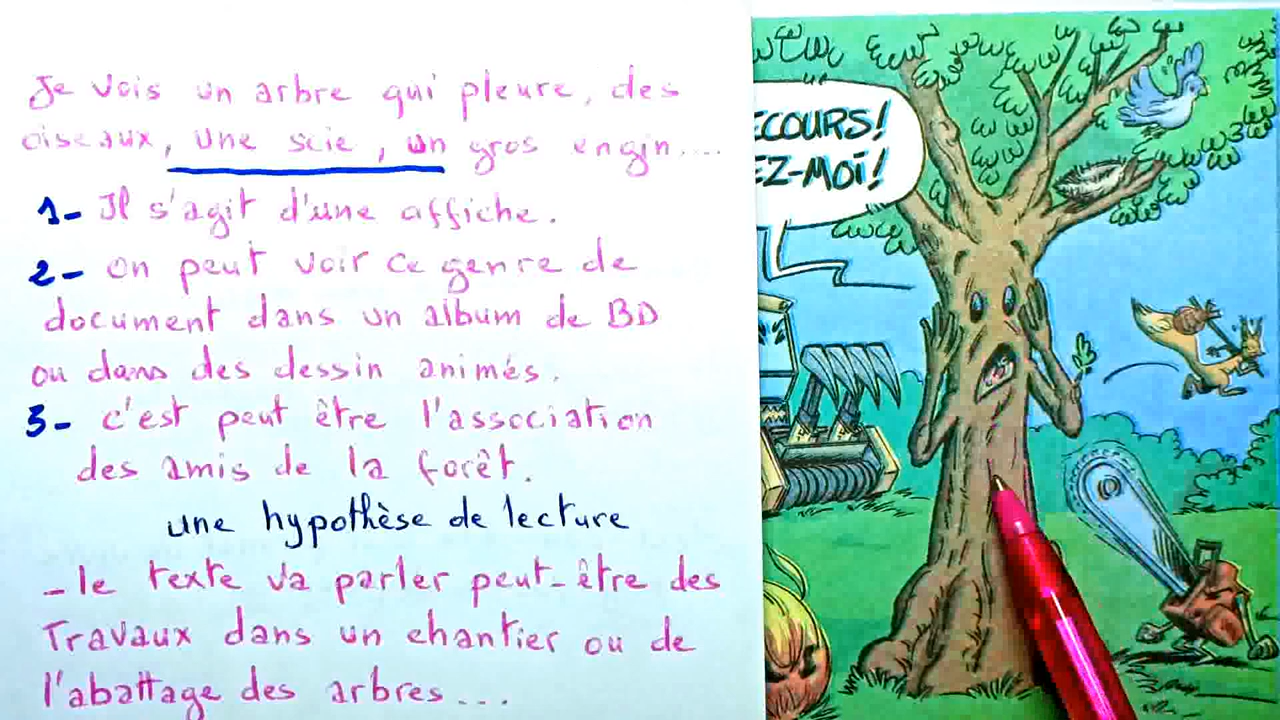 Je vois un arbre qui pleure, des
oiseaux, une scie, un gros engin....
1- Il s'agit d'une affiche.
2- on peut voir ce genre de
document dans un album de BD
ou dans des dessin animés.
3- c'est peut être l'association
des amis de la forêt.
une hypothèse de lecture
- le texte va parler peut-être des
Travaux dans un chantier ou de
l'abattage des arbres...
ECOURS!
EZ-MOI!